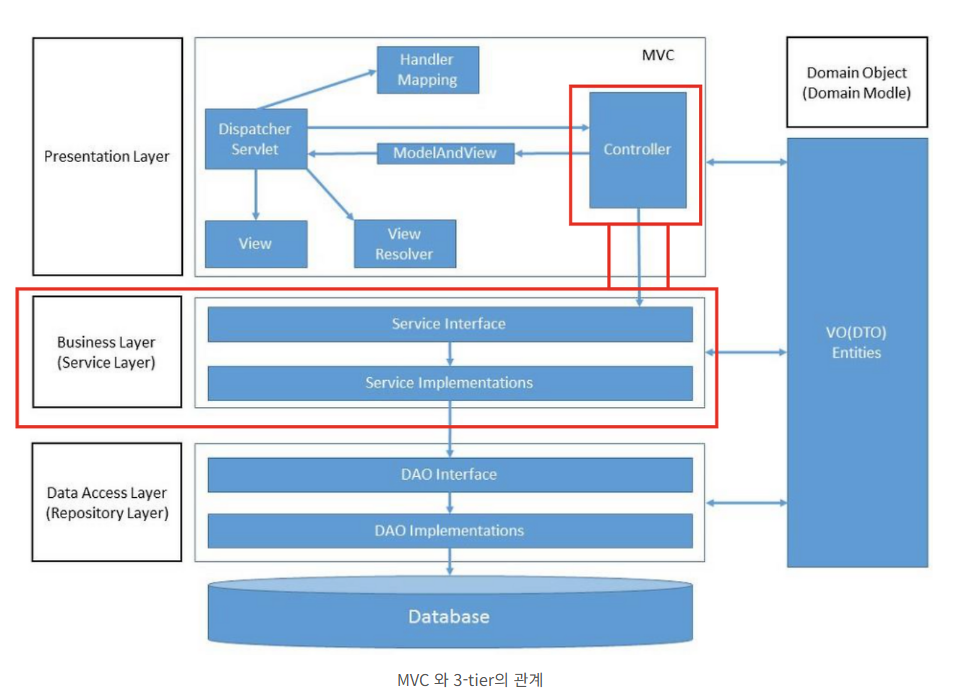 MVC
Handler
Mapping
Domain Object
(Domain Modle)
Presentation Layer
Dispatcher
Servlet
ModelAndView
Controller
View
View
Resolver
Business Layer
(Service Layer)
Service Interface
Service Implementations
VO(DTO)
Entities
Data Access Layer
(Repository Layer)
DAO Interface
DAO Implementations
Database
MVC 와 3-tier의 관계